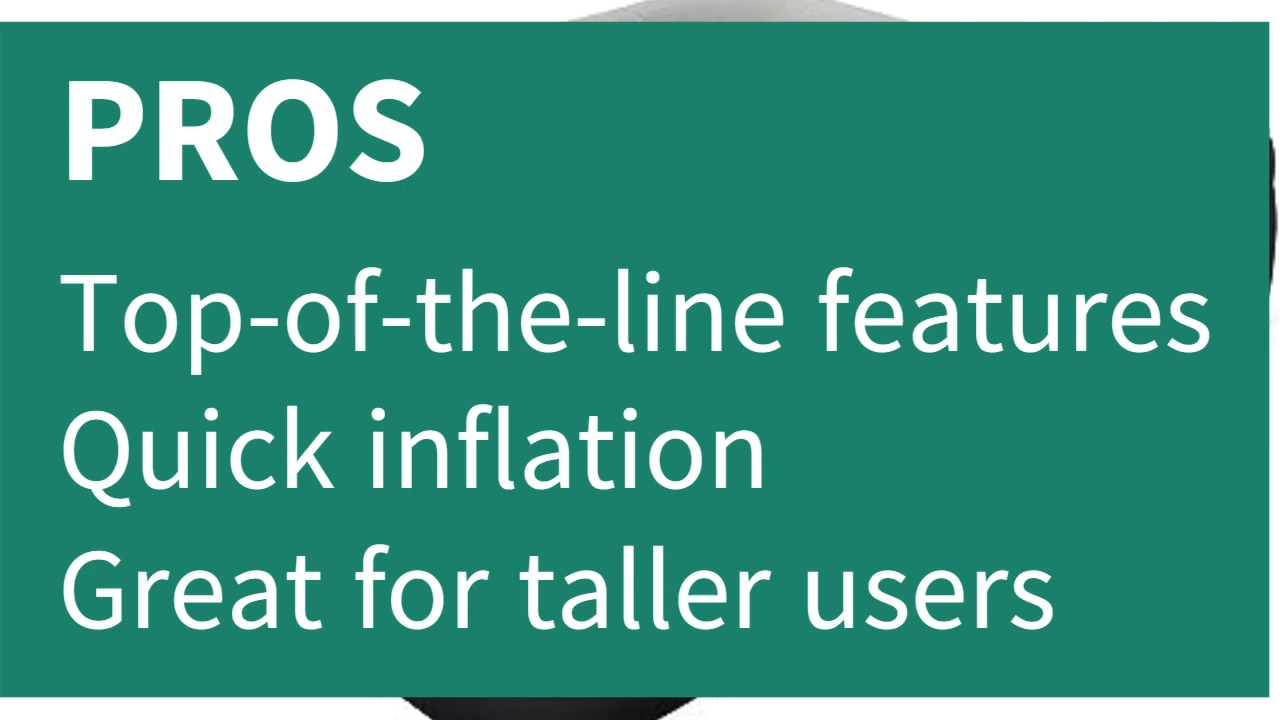 PROS
Top-of-the-line features
Quick inflation
Great for taller users